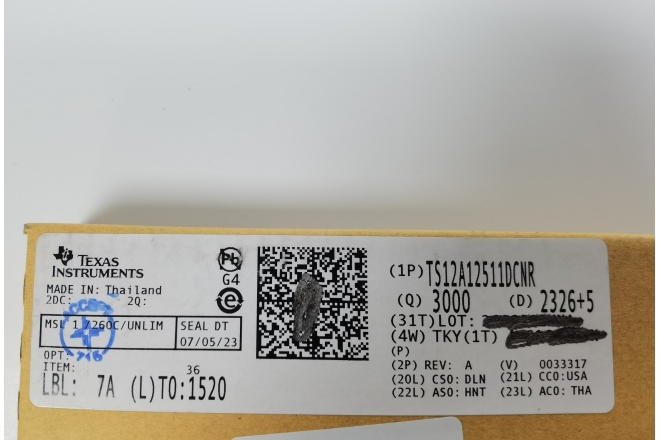 TEXAS
INSTRUMENTS
MADE IN: Thailand
2DC: 2Q:
MSL 1 /260C/UNLIM
SEAL DT
07/05/23
OPT:
ITEM: 36
LBL: 7A (L)TO:1520
Pb
G4
e
(1P)TS12A12511DCNR
(Q) 3000 (D) 2326+5
(31T)LOT:
(4W) TKY(1T)
(P)
(2P) REV: A (V) 0033317
(20L) CSO:DLN (21L) CCO:USA
(22L) ASO:HNT (23L) ACO:THA